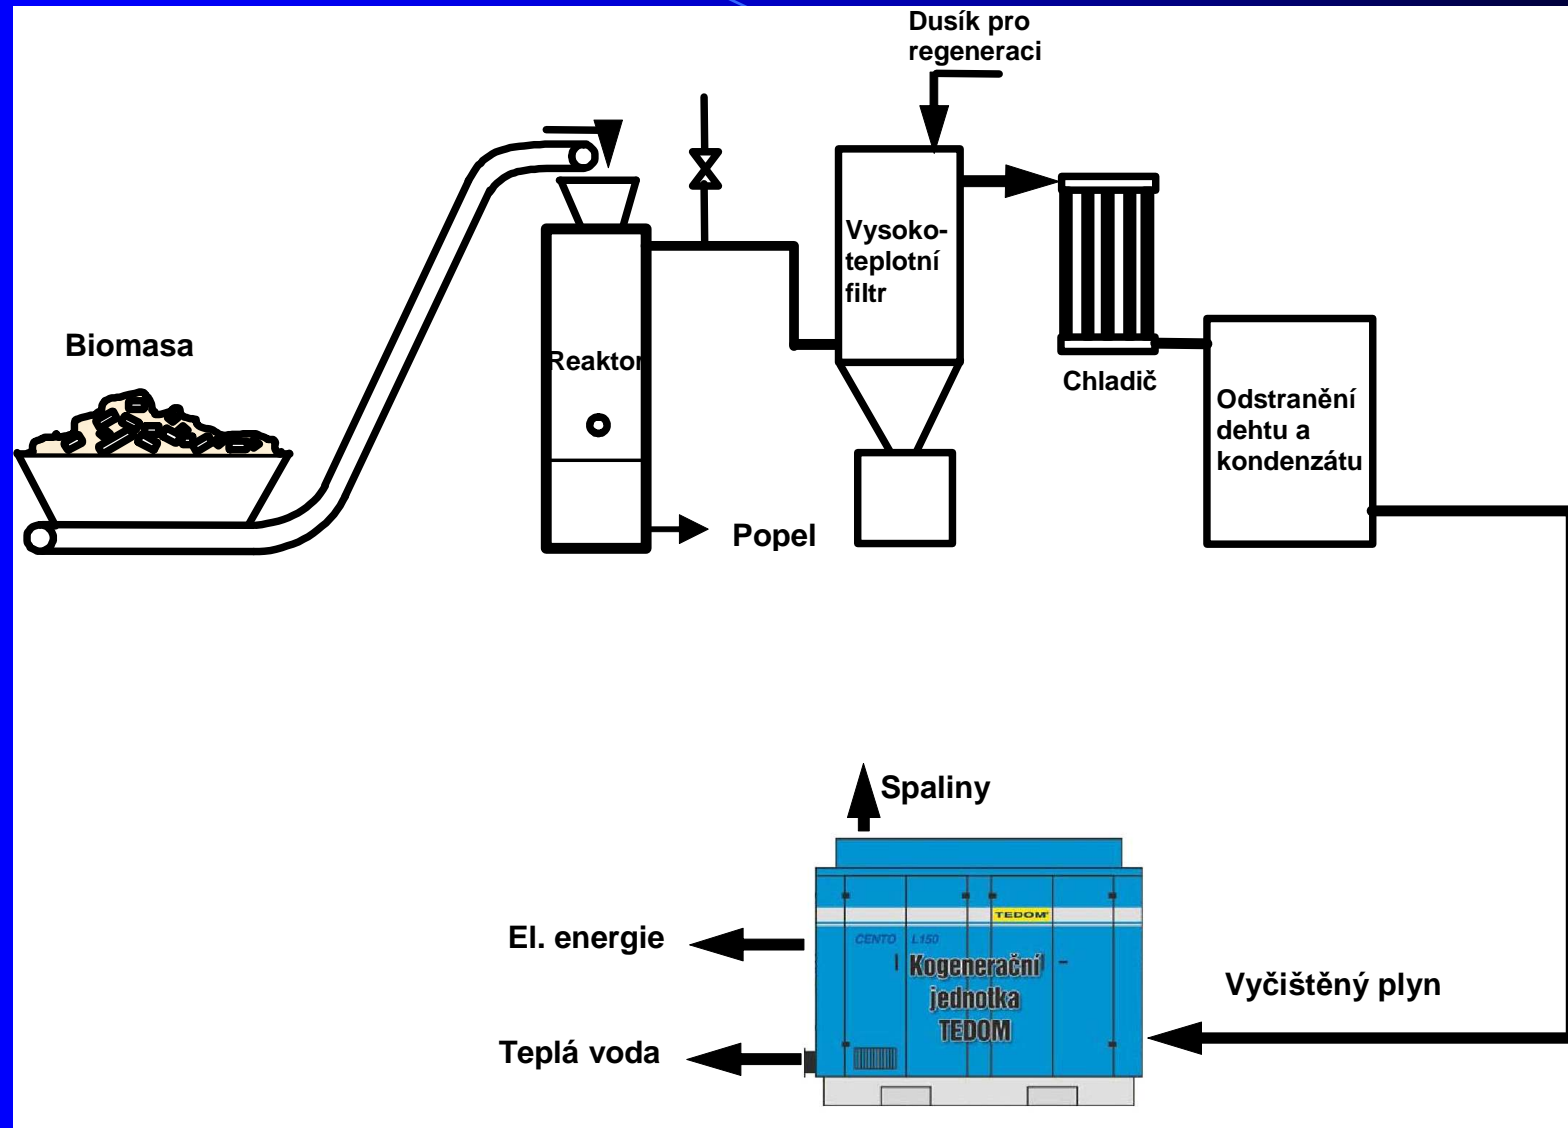 Dusík pro
regeneraci
Vysoko-
teplotní
filtr
Biomasa
Reaktor
Chladič
Odstranění
dehtu a
kondenzátu
Popel
Spaliny
TEDOM
El. energie
CENTO L150
Kogenerační
jednotka
TEDOM
Vyčištěný plyn
Teplá voda